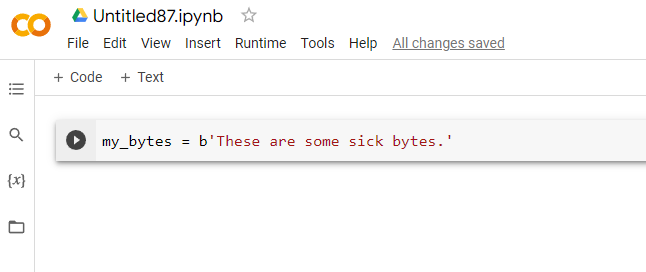 Untitled87.ipynb
File Edit View Insert Runtime Tools Help All changes saved
+ Code + Text
{x}
my_bytes = b'These are some sick bytes.'